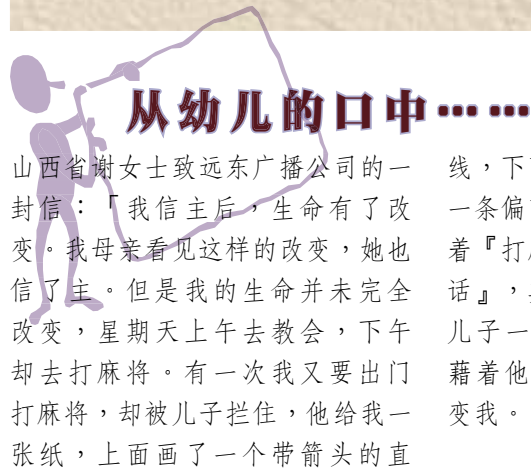 从幼儿的口中……
山西省谢女士致远东广播公司的一
封信：「我信主后，生命有了改
变。我母亲看见这样的改变，她也
信了主。但是我的生命并未完全
改变，星期天上午去教会，下午
却去打麻将。有一次我又要出门
打麻将，却被儿子拦住，他给我一
张纸，上面画了一个带箭头的直
线，下
一条偏
着『打
话』，
儿子一
藉着他
变我。